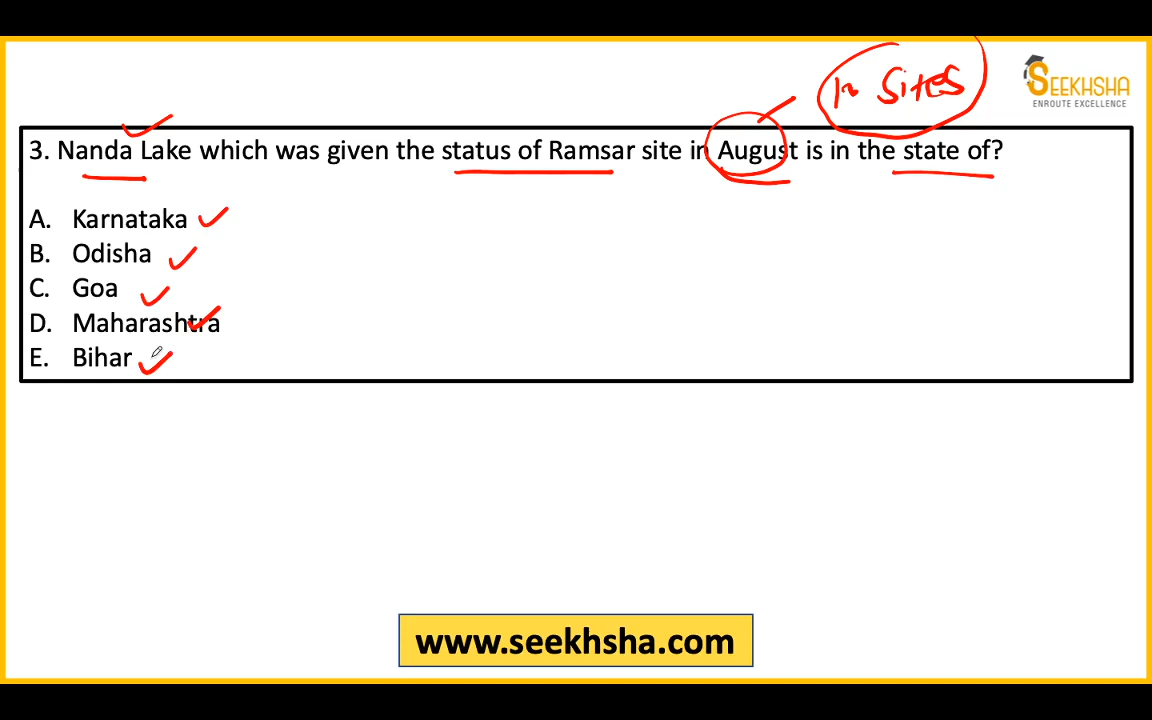 10 Sites
SEEKHSHA
ENROUTE EXCELLENCE
3. Nanda Lake which was given the status of Ramsar site in August is in the state of?
A. Karnataka
B. Odisha
C. Goa
D. Maharashtra
E. Bihar
www.seekhsha.com